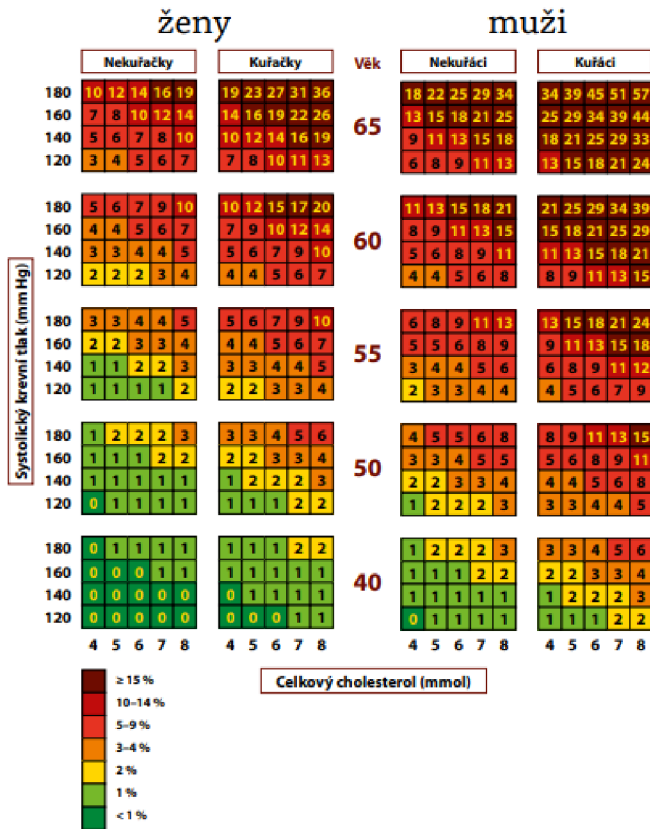 ženy muži
Nekuřačky Kuřačky Věk Nekuřáci Kuřáci
180 10 12 14 16 19 19 23 27 31 36 18 22 25 29 34 34 39 45 51 57
160 7 8 10 12 14 14 16 19 22 26 13 15 18 21 25 25 29 34 39 44
65
140 5 6 7 8 10 10 12 14 16 19 9 11 13 15 18 18 21 25 29 33
120 3 4 5 6 7 7 8 10 11 13 6 8 9 11 13 13 15 18 21 24
180 5 6 7 9 10 10 12 15 17 20 11 13 15 18 21 21 25 29 34 39
160 4 4 5 6 7 7 9 10 12 14 8 9 11 13 15 15 18 21 25 29
60
140 3 3 4 4 5 5 6 7 9 10 5 6 8 9 11 11 13 15 18 21
120 2 2 2 3 4 4 4 5 6 7 4 4 5 6 8 8 9 11 13 15
Systolický krevní tlak (mm Hg)
180 3 3 4 4 5 5 6 7 9 10 6 8 9 11 13 13 15 18 21 24
160 2 2 3 3 4 4 4 5 6 7 5 5 6 8 9 9 11 13 15 18
55
140 1 1 2 2 3 3 3 4 4 5 3 4 4 5 6 6 8 9 11 12
120 1 1 1 1 2 2 2 3 3 4 2 3 3 4 4 4 5 6 7 9
180 1 2 2 2 3 3 3 4 5 6 4 5 5 6 8 8 9 11 13 15
160 1 1 1 2 2 2 2 3 3 4 3 3 4 5 5 5 6 8 9 11
50
140 1 1 1 1 1 1 2 2 2 3 2 2 3 3 4 4 4 5 6 8
120 0 1 1 1 1 1 1 1 2 2 1 2 2 2 3 3 3 4 4 5
180 0 1 1 1 1 1 1 1 2 2 1 2 2 2 3 3 3 4 5 6
160 0 0 0 1 1 1 1 1 1 1 1 1 1 2 2 2 2 3 3 4
40
140 0 0 0 0 0 0 1 1 1 1 1 1 1 1 1 1 2 2 2 3
120 0 0 0 0 0 0 0 0 1 1 0 1 1 1 1 1 1 1 2 2
4 5 6 7 8 4 5 6 7 8 4 5 6 7 8 4 5 6 7 8
Celkový cholesterol (mmol)
≥ 15 %
10–14 %
5–9 %
3–4 %
2 %
1 %
< 1 %